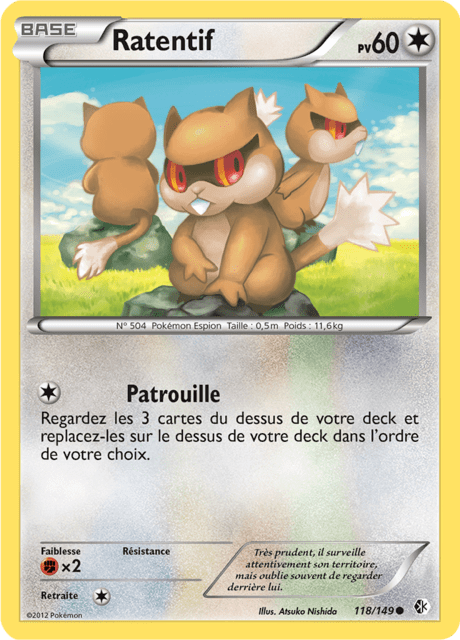 BASE
Ratentif
PV60
N° 504 Pokémon Espion Taille : 0,5m Poids : 11,6kg
Patrouille
Regardez les 3 cartes du dessus de votre deck et
replacez-les sur le dessus de votre deck dans l'ordre
de votre choix.
Faiblesse
Résistance
×2
Retraite
Très prudent, il surveille
attentivement son territoire,
mais oublie souvent de regarder
derrière lui.
©2012 Pokémon
Illus. Atsuko Nishida
118/149